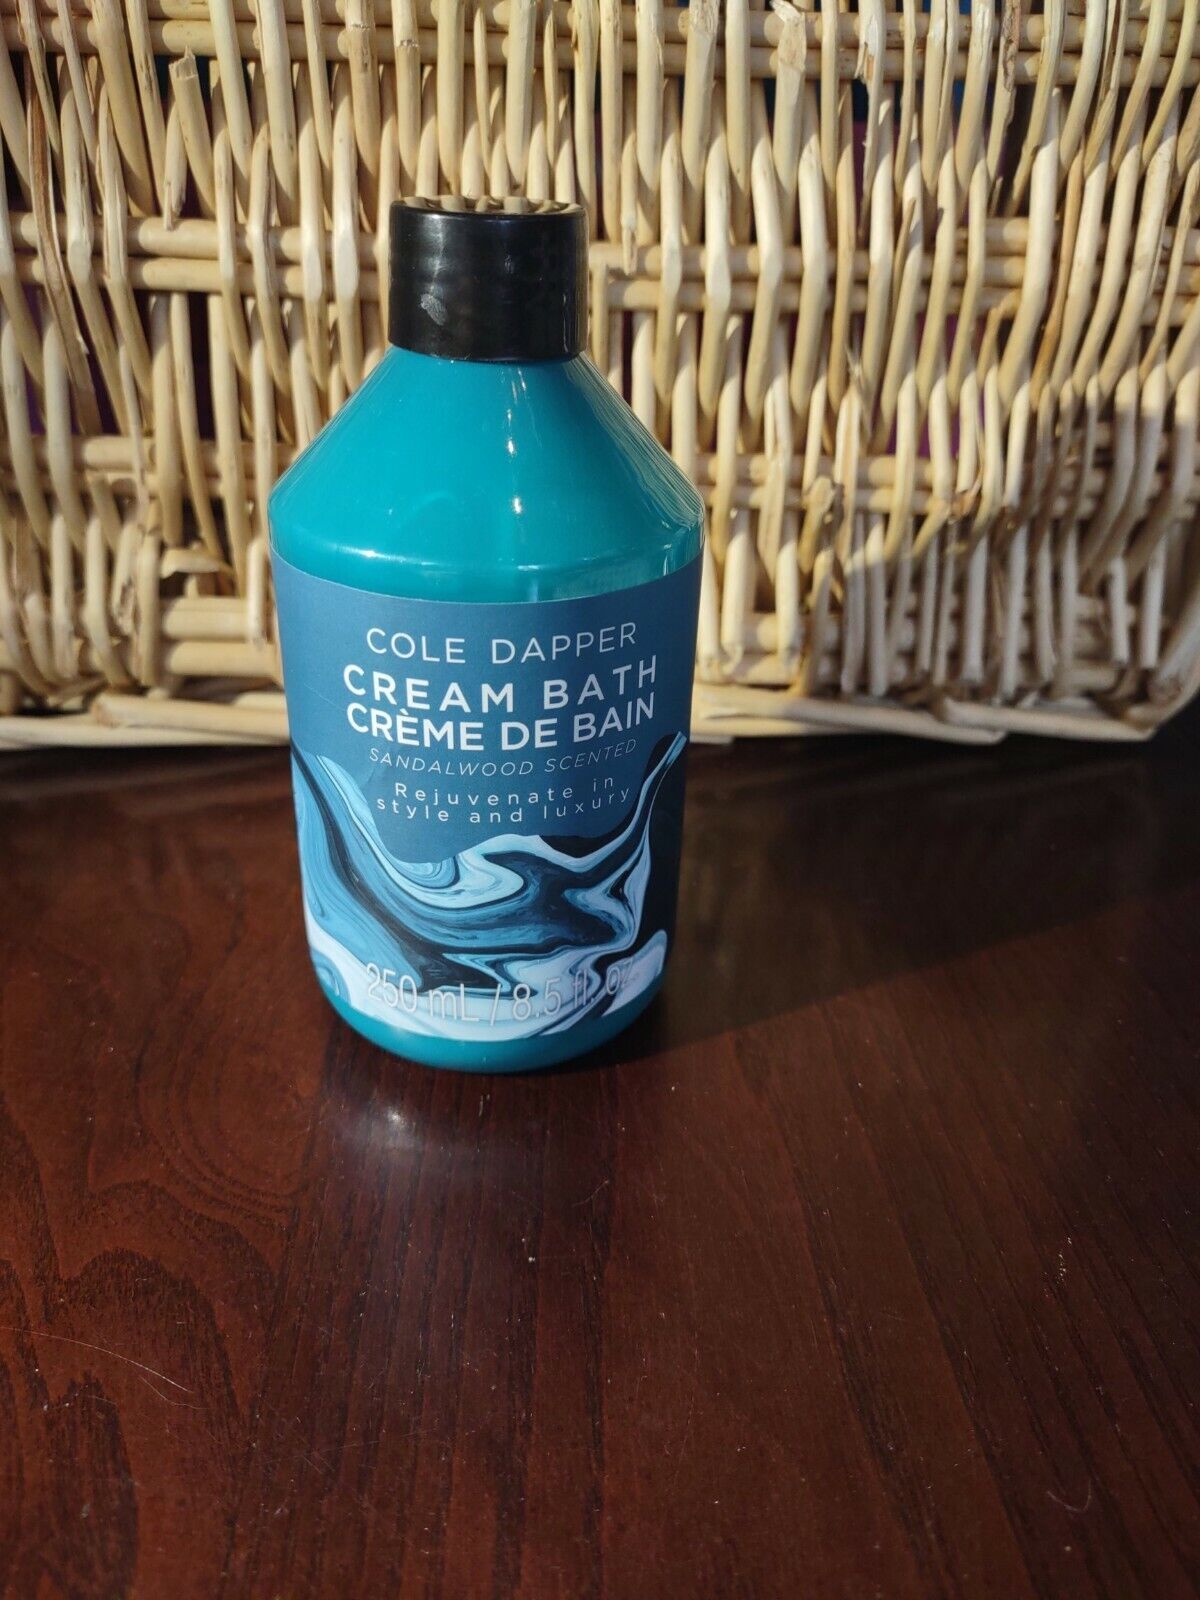 COLE DAPPER
CREAM BATH
CRÈME DE BAIN
SANDALWOOD SCENTED
Rejuvenate in
style and luxury
250 mL / 8.5 fl. oz.